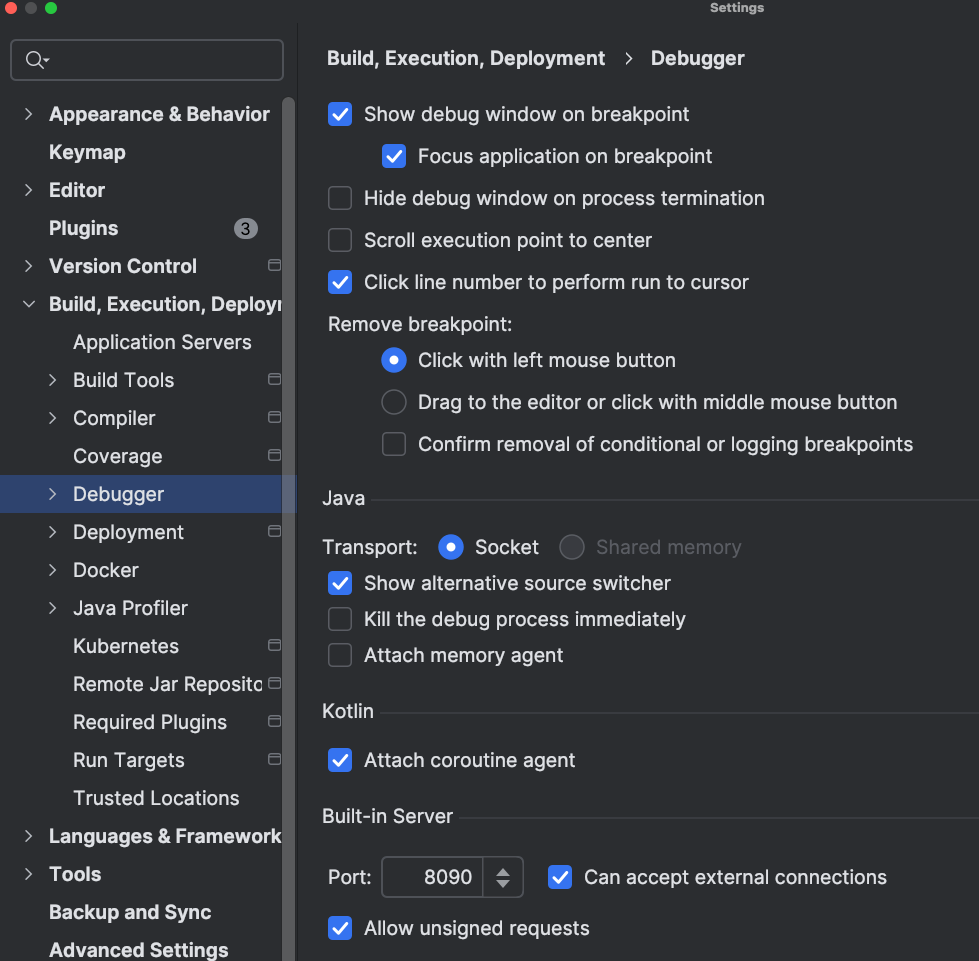 Settings
Appearance & Behavior
Keymap
Editor
Plugins 3
Version Control
Build, Execution, Deploym
Application Servers
Build Tools
Compiler
Coverage
Debugger
Deployment
Docker
Java Profiler
Kubernetes
Remote Jar Reposito
Required Plugins
Run Targets
Trusted Locations
Languages & Framework
Tools
Backup and Sync
Advanced Settings
Build, Execution, Deployment › Debugger
Show debug window on breakpoint
Focus application on breakpoint
Hide debug window on process termination
Scroll execution point to center
Click line number to perform run to cursor
Remove breakpoint:
Click with left mouse button
Drag to the editor or click with middle mouse button
Confirm removal of conditional or logging breakpoints
Java
Transport: Socket Shared memory
Show alternative source switcher
Kill the debug process immediately
Attach memory agent
Kotlin
Attach coroutine agent
Built-in Server
Port: 8090 Can accept external connections
Allow unsigned requests